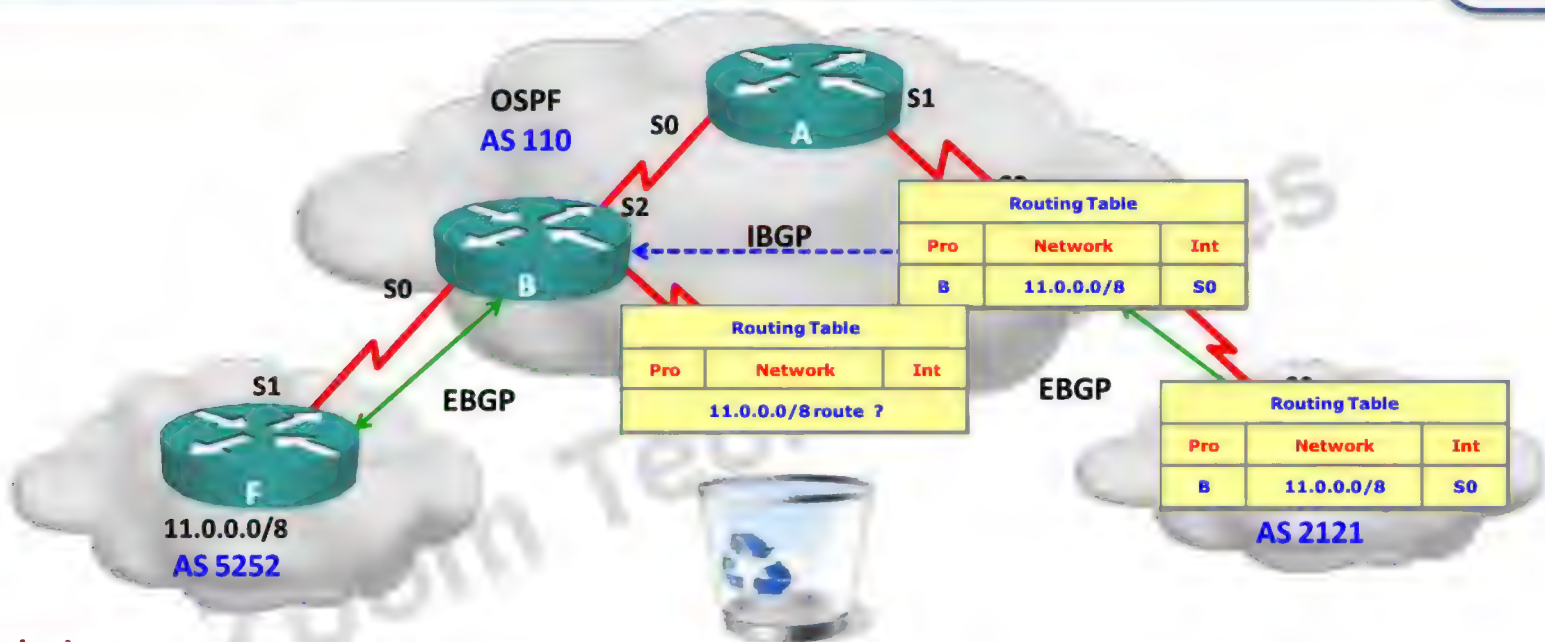 OSPF
AS 110
S0
A
S1
S2
B
IBGP
S0
Routing Table
Pro Network Int
B 11.0.0.0/8 S0
Routing Table
Pro Network Int
11.0.0.0/8 route ?
S1
EBGP
EBGP
F
11.0.0.0/8
AS 5252
Routing Table
Pro Network Int
B 11.0.0.0/8 S0
AS 2121